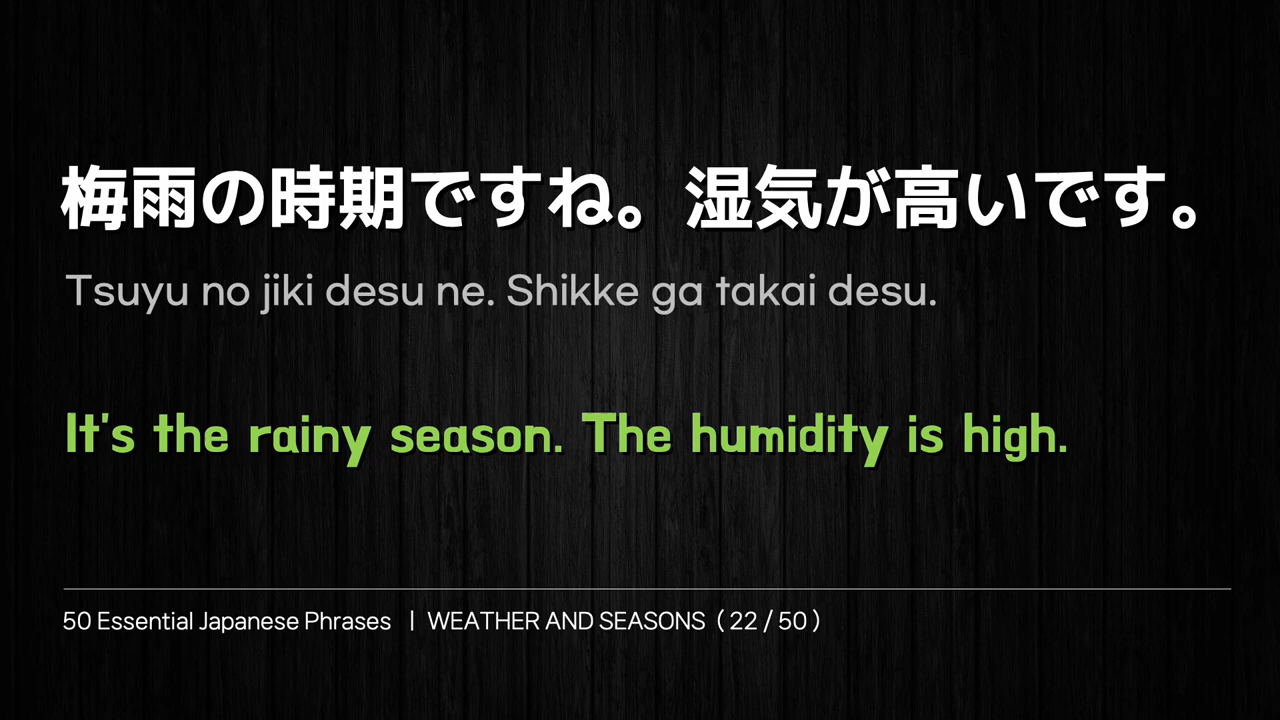 梅雨の時期ですね。湿気が高いです。
Tsuyu no jiki desu ne. Shikke ga takai desu.
It's the rainy season. The humidity is high.
50 Essential Japanese Phrases | WEATHER AND SEASONS ( 22 / 50 )